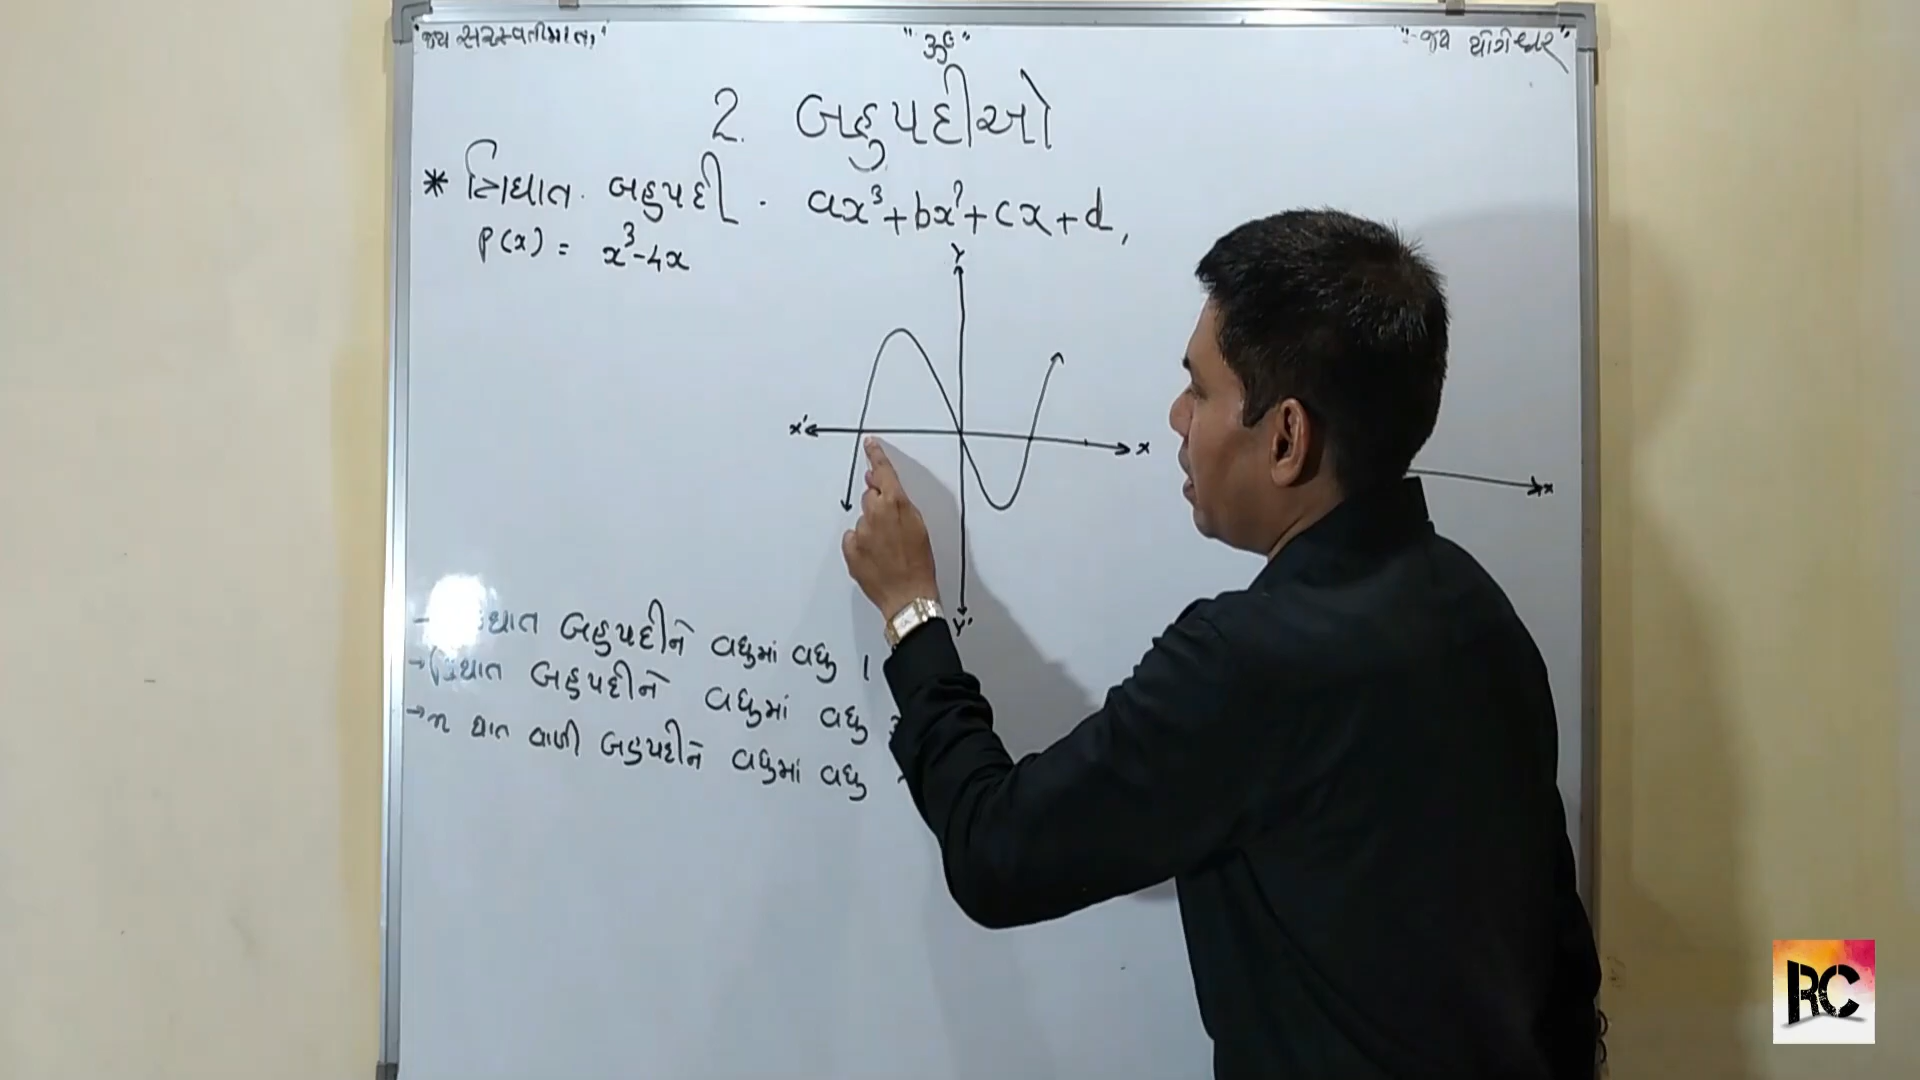 "જય સરસ્વતીમાતા,"
"ૐ"
"જય યોગેશ્વર"
2. બહુપદીઓ
* ત્રિઘાત બહુપદી. ax³+bx²+cx+d,
P(x) = x³-4x
Y
x' x
x
Y'
ઘાત બહુપદીને વધુમાં વધુ 1
→ ત્રિઘાત બહુપદીને વધુમાં વધુ 3
→ n ઘાત વાળી બહુપદીને વધુમાં વધુ
RC